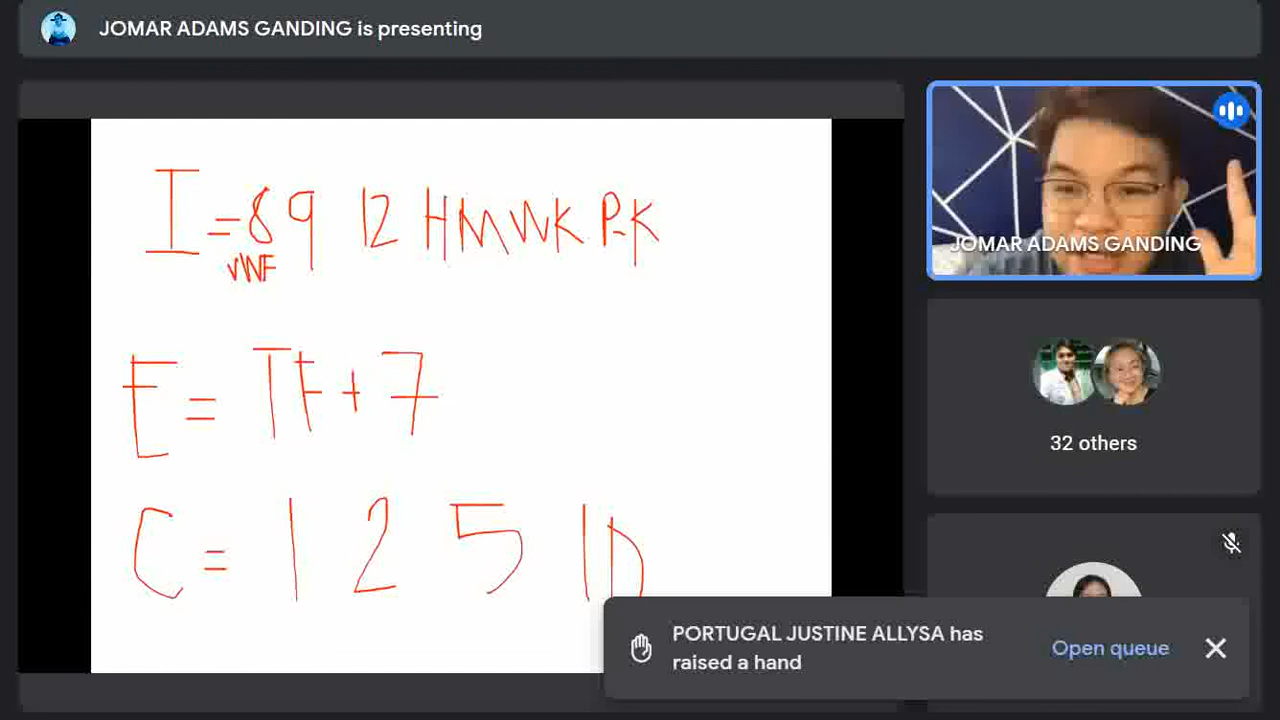 JOMAR ADAMS GANDING is presenting
I = 8 9 12 HMWK P-K
vWF
E = TF + 7
C = 1 2 5 10
JOMAR ADAMS GANDING
32 others
PORTUGAL JUSTINE ALLYSA has
raised a hand
Open queue